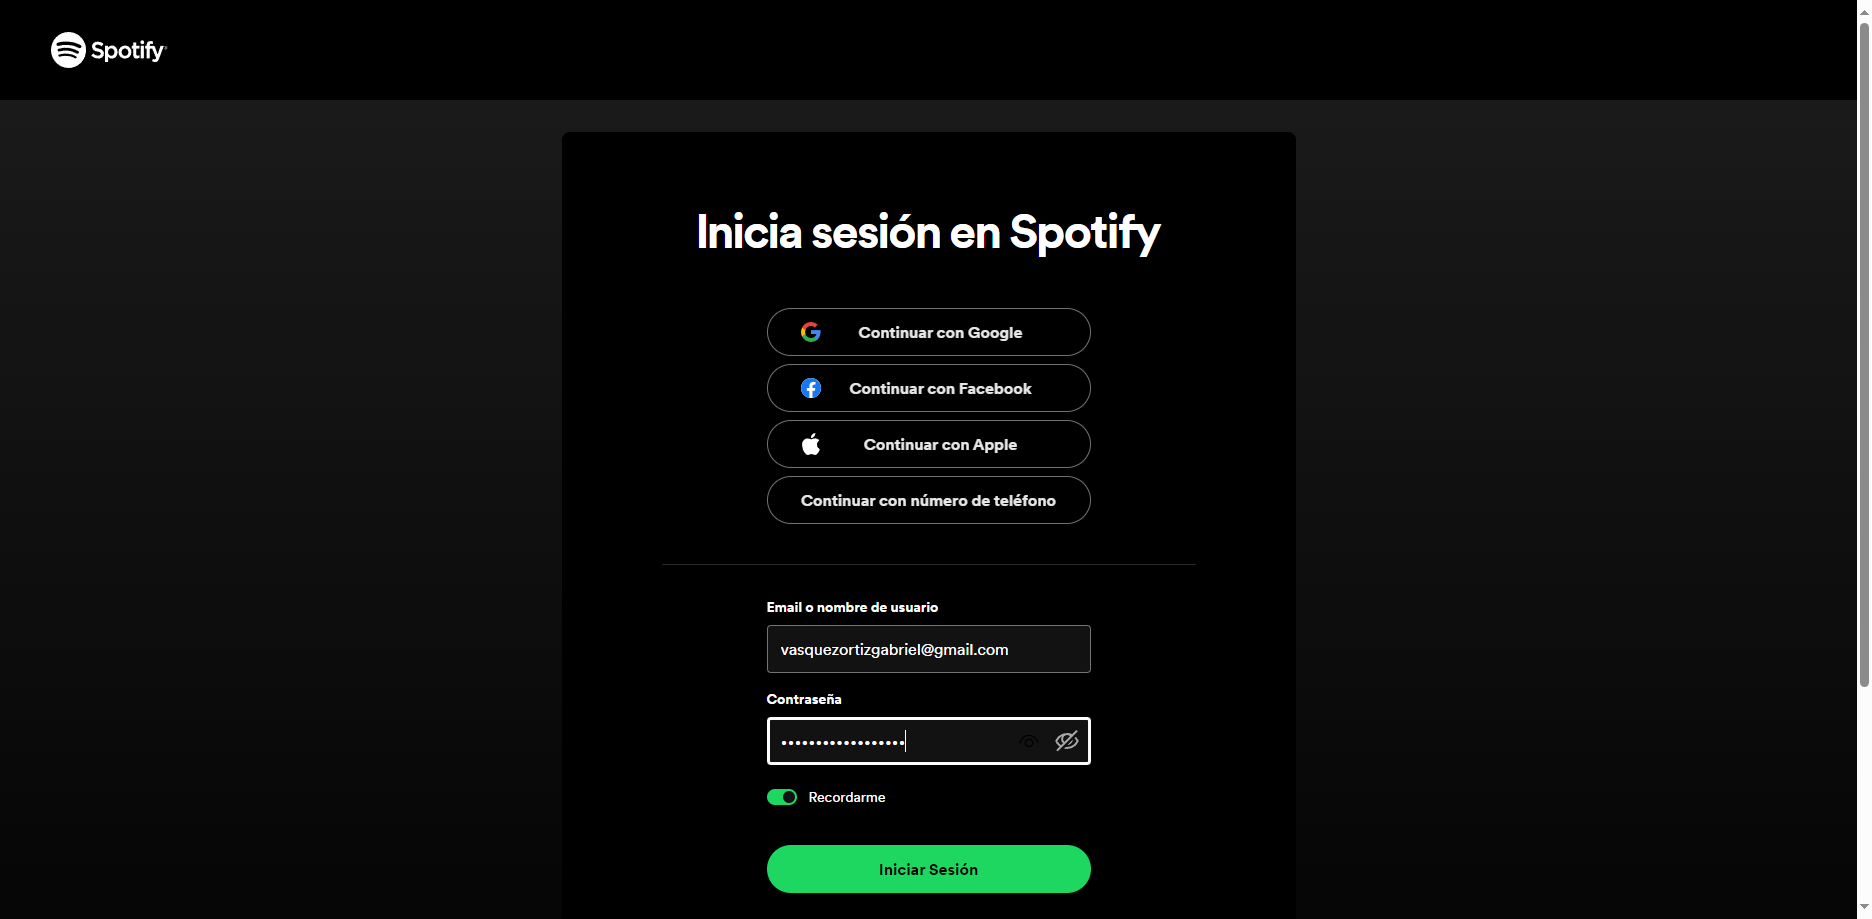 Spotify
Inicia sesión en Spotify
Continuar con Google
Continuar con Facebook
Continuar con Apple
Continuar con número de teléfono
Email o nombre de usuario
vasquezortizgabriel@gmail.com
Contraseña
••••••••••••••••••
Recordarme
Iniciar Sesión